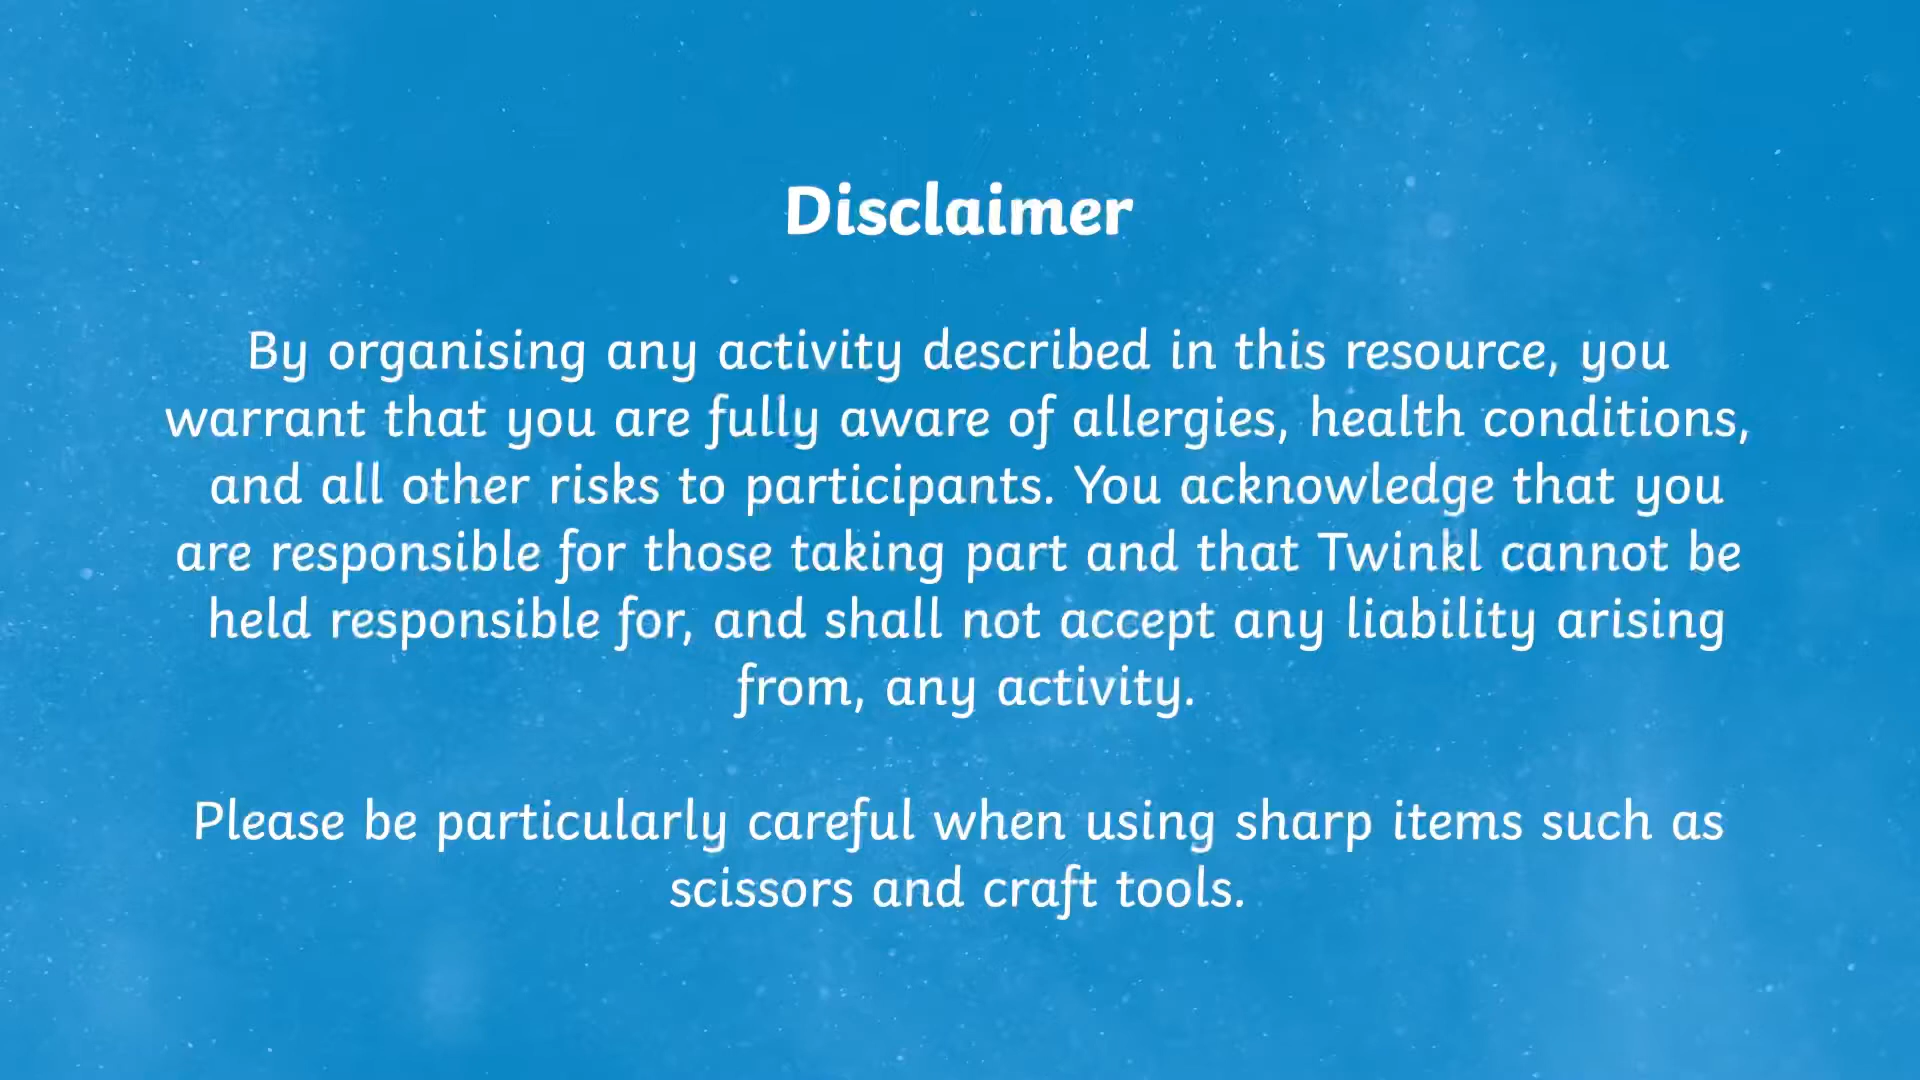 Disclaimer
By organising any activity described in this resource, you
warrant that you are fully aware of allergies, health conditions,
and all other risks to participants. You acknowledge that you
are responsible for those taking part and that Twinkl cannot be
held responsible for, and shall not accept any liability arising
from, any activity.
Please be particularly careful when using sharp items such as
scissors and craft tools.